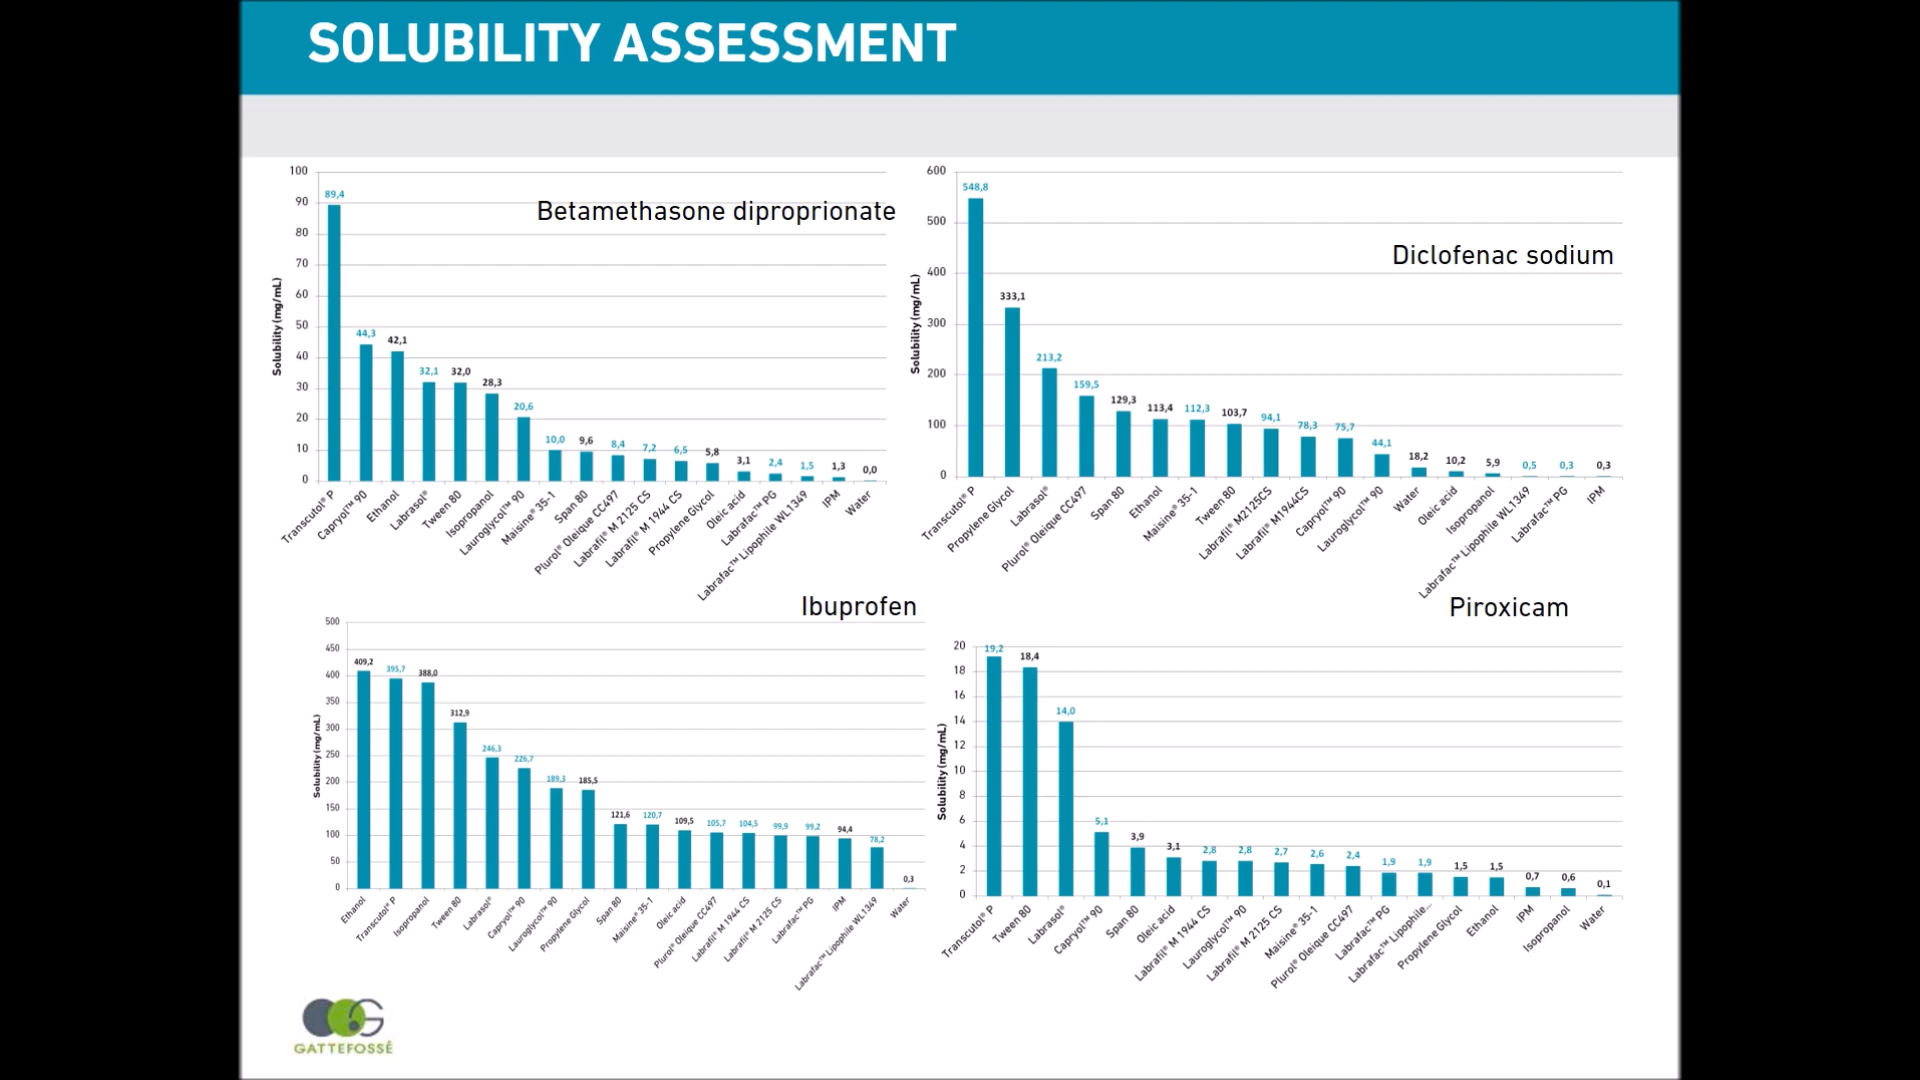 SOLUBILITY ASSESSMENT
Betamethasone diproprionate
Solubility (mg/mL)
100
90
80
70
60
50
40
30
20
10
0
89,4
44,3
42,1
32,1
32,0
28,3
20,6
10,0
9,6
8,4
7,2
6,5
5,8
3,1
2,4
1,5
1,3
0,0
Transcutol® P
Capryol™ 90
Ethanol
Labrasol®
Tween 80
Isopropanol
Lauroglycol™ 90
Maisine® 35-1
Span 80
Plurol® Oleique CC497
Labrafil® M 2125 CS
Labrafil® M 1944 CS
Propylene Glycol
Oleic acid
Labrafac™ PG
Labrafac™ Lipophile WL1349
IPM
Water
Diclofenac sodium
Solubility (mg/mL)
600
500
400
300
200
100
0
548,8
333,1
213,2
159,5
129,3
113,4
112,3
103,7
94,1
78,3
75,7
44,1
18,2
10,2
5,9
0,5
0,3
0,3
Transcutol® P
Propylene Glycol
Labrasol®
Plurol® Oleique CC497
Span 80
Ethanol
Maisine® 35-1
Tween 80
Labrafil® M2125CS
Labrafil® M1944CS
Capryol™ 90
Lauroglycol™ 90
Water
Oleic acid
Isopropanol
Labrafac™ Lipophile WL1349
Labrafac™ PG
IPM
Ibuprofen
Solubility (mg/mL)
500
450
400
350
300
250
200
150
100
50
0
409,2
395,7
388,0
312,9
246,3
226,7
189,3
185,5
121,6
120,7
109,5
105,7
104,5
99,9
99,2
94,4
78,2
0,3
Ethanol
Transcutol® P
Isopropanol
Tween 80
Labrasol®
Capryol™ 90
Lauroglycol™ 90
Propylene Glycol
Span 80
Maisine® 35-1
Oleic acid
Plurol® Oleique CC497
Labrafil® M 1944 CS
Labrafil® M 2125 CS
Labrafac™ PG
IPM
Labrafac™ Lipophile WL1349
Water
Piroxicam
Solubility (mg/mL)
20
18
16
14
12
10
8
6
4
2
0
19,2
18,4
14,0
5,1
3,9
3,1
2,8
2,8
2,7
2,6
2,4
1,9
1,9
1,5
1,5
0,7
0,6
0,1
Transcutol® P
Tween 80
Labrasol®
Capryol™ 90
Span 80
Oleic acid
Labrafil® M 1944 CS
Lauroglycol™ 90
Labrafil® M 2125 CS
Maisine® 35-1
Plurol® Oleique CC497
Labrafac™ PG
Labrafac™ Lipophile...
Propylene Glycol
Ethanol
IPM
Isopropanol
Water
GATTEFOSSÉ